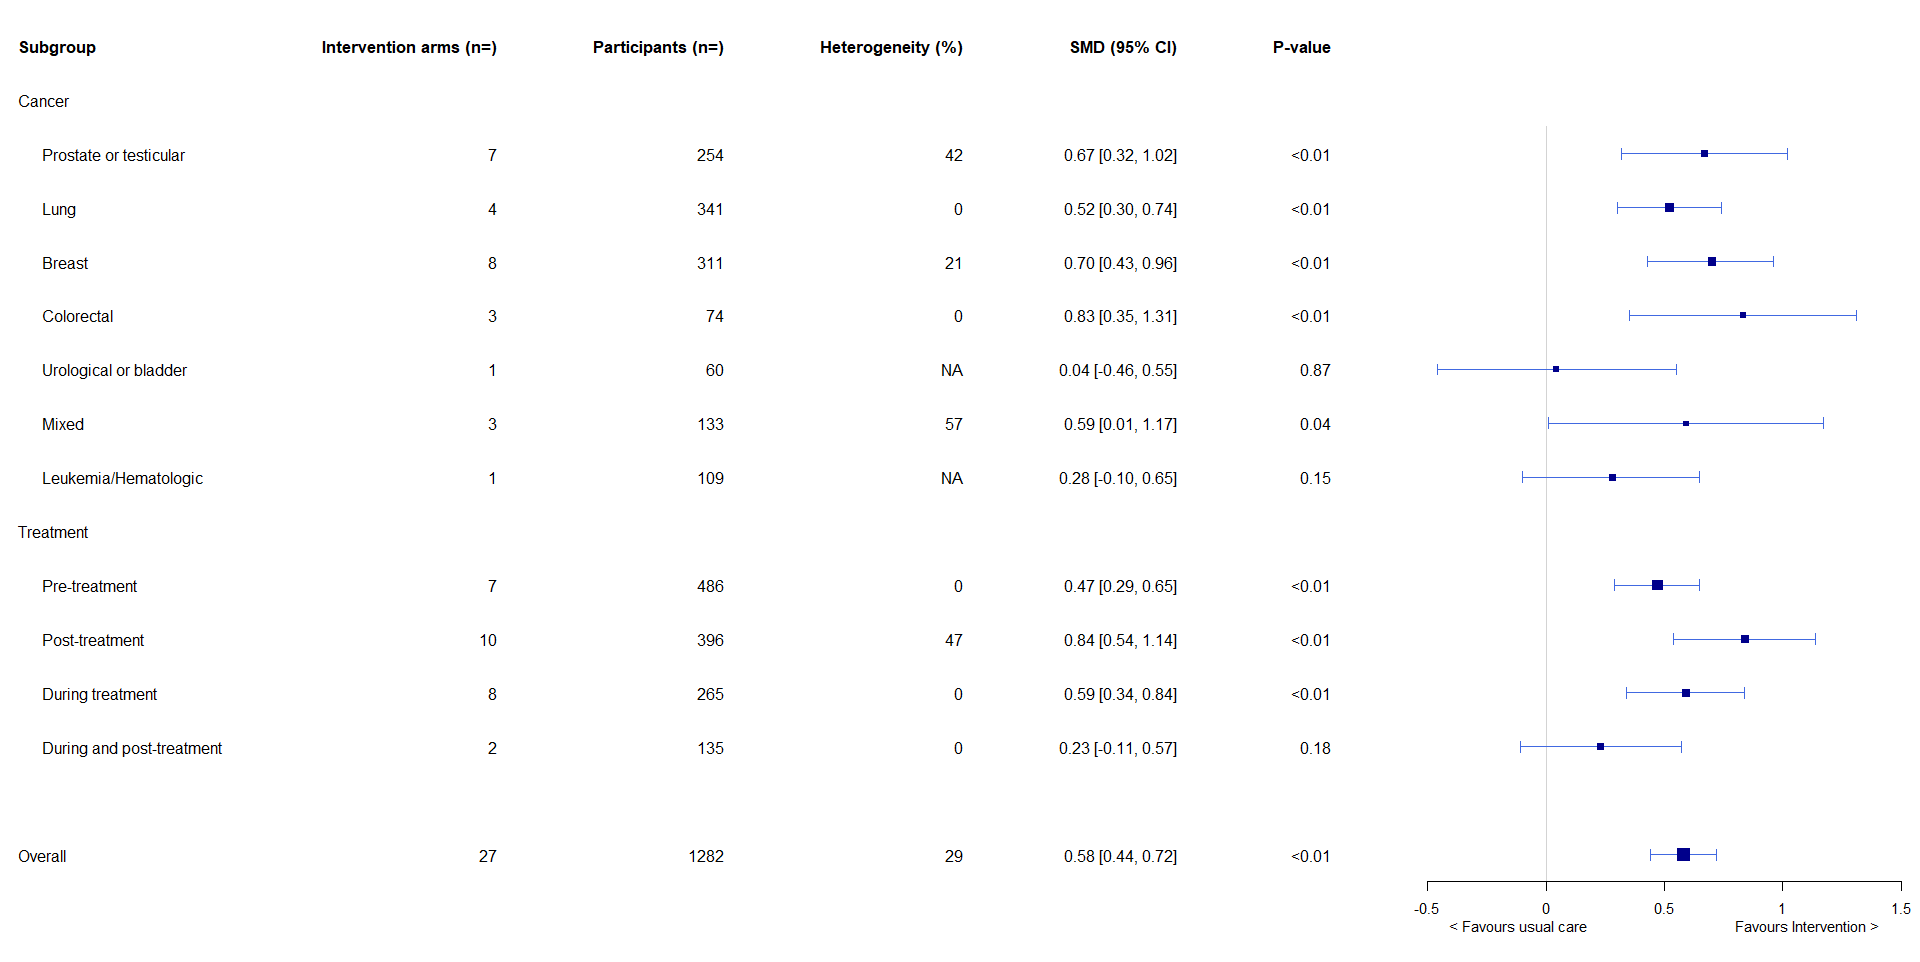 Subgroup Intervention arms (n=) Participants (n=) Heterogeneity (%) SMD (95% CI) P-value
Cancer
Prostate or testicular 7 254 42 0.67 [0.32, 1.02] <0.01
Lung 4 341 0 0.52 [0.30, 0.74] <0.01
Breast 8 311 21 0.70 [0.43, 0.96] <0.01
Colorectal 3 74 0 0.83 [0.35, 1.31] <0.01
Urological or bladder 1 60 NA 0.04 [-0.46, 0.55] 0.87
Mixed 3 133 57 0.59 [0.01, 1.17] 0.04
Leukemia/Hematologic 1 109 NA 0.28 [-0.10, 0.65] 0.15
Treatment
Pre-treatment 7 486 0 0.47 [0.29, 0.65] <0.01
Post-treatment 10 396 47 0.84 [0.54, 1.14] <0.01
During treatment 8 265 0 0.59 [0.34, 0.84] <0.01
During and post-treatment 2 135 0 0.23 [-0.11, 0.57] 0.18
Overall 27 1282 29 0.58 [0.44, 0.72] <0.01
-0.5 0 0.5 1 1.5
< Favours usual care Favours Intervention >